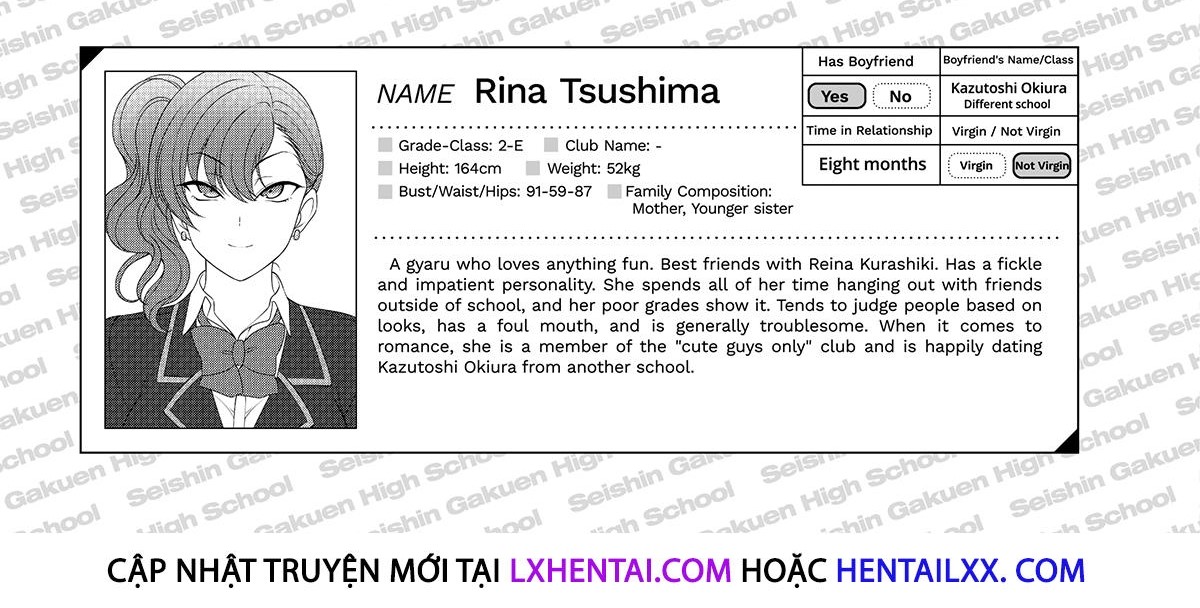 NAME Rina Tsushima
Grade-Class: 2-E Club Name: -
Height: 164cm Weight: 52kg
Bust/Waist/Hips: 91-59-87 Family Composition:
Mother, Younger sister
Has Boyfriend Boyfriend's Name/Class
Yes No Kazutoshi Okiura
Different school
Time in Relationship Virgin / Not Virgin
Eight months Virgin Not Virgin
A gyaru who loves anything fun. Best friends with Reina Kurashiki. Has a fickle
and impatient personality. She spends all of her time hanging out with friends
outside of school, and her poor grades show it. Tends to judge people based on
looks, has a foul mouth, and is generally troublesome. When it comes to
romance, she is a member of the "cute guys only" club and is happily dating
Kazutoshi Okiura from another school.
Seishin Gakuen High School
CẬP NHẬT TRUYỆN MỚI TẠI LXHENTAI.COM HOẶC HENTAILXX. COM